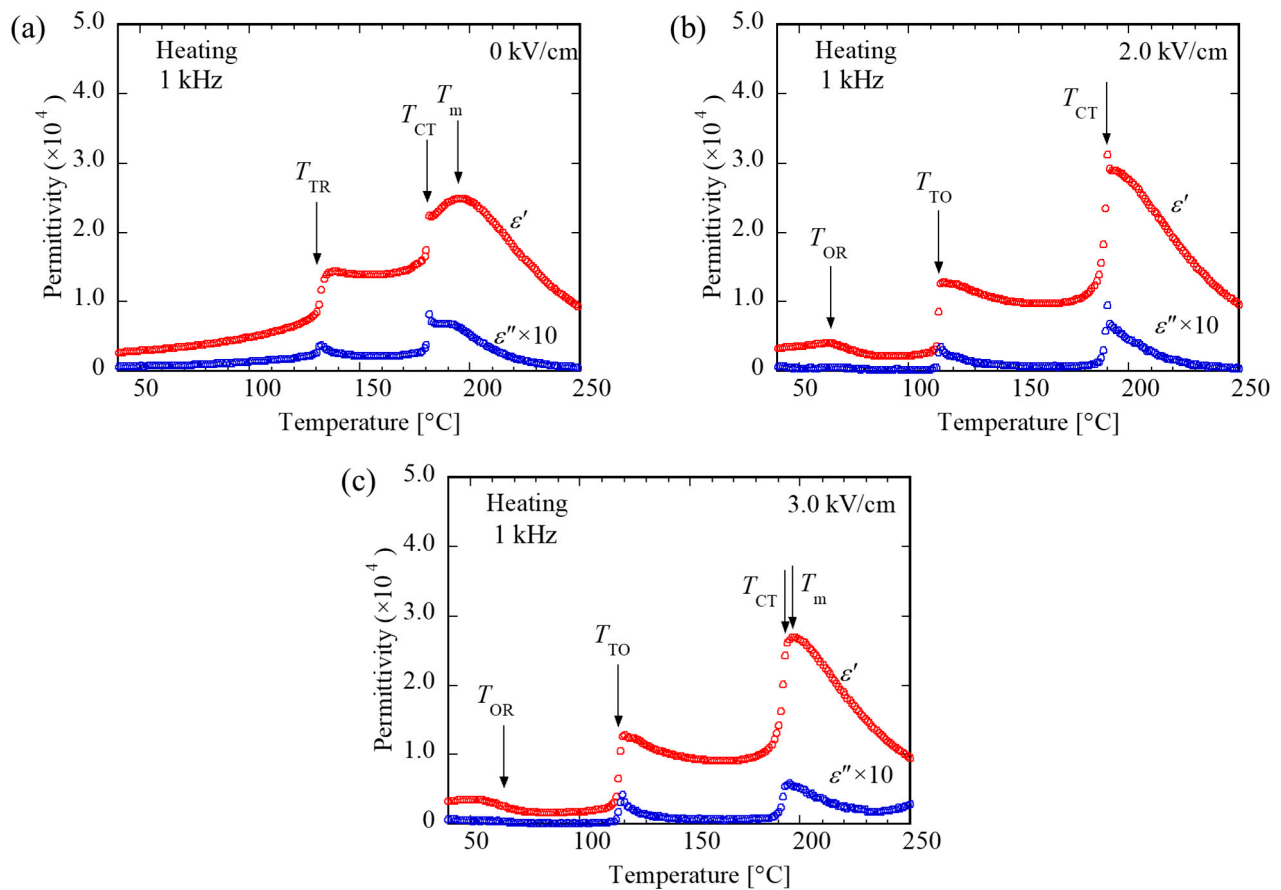 (a)
Heating
1 kHz
0 kV/cm
5.0
4.0
3.0
2.0
1.0
0
Permittivity (×10⁴)
T_TR
T_CT
T_m
ε′
ε″×10
50
100
150
200
250
Temperature [°C]
(b)
Heating
1 kHz
2.0 kV/cm
5.0
4.0
3.0
2.0
1.0
0
Permittivity (×10⁴)
T_OR
T_TO
T_CT
ε′
ε″×10
50
100
150
200
250
Temperature [°C]
(c)
Heating
1 kHz
3.0 kV/cm
5.0
4.0
3.0
2.0
1.0
0
Permittivity (×10⁴)
T_OR
T_TO
T_CT
T_m
ε′
ε″×10
50
100
150
200
250
Temperature [°C]